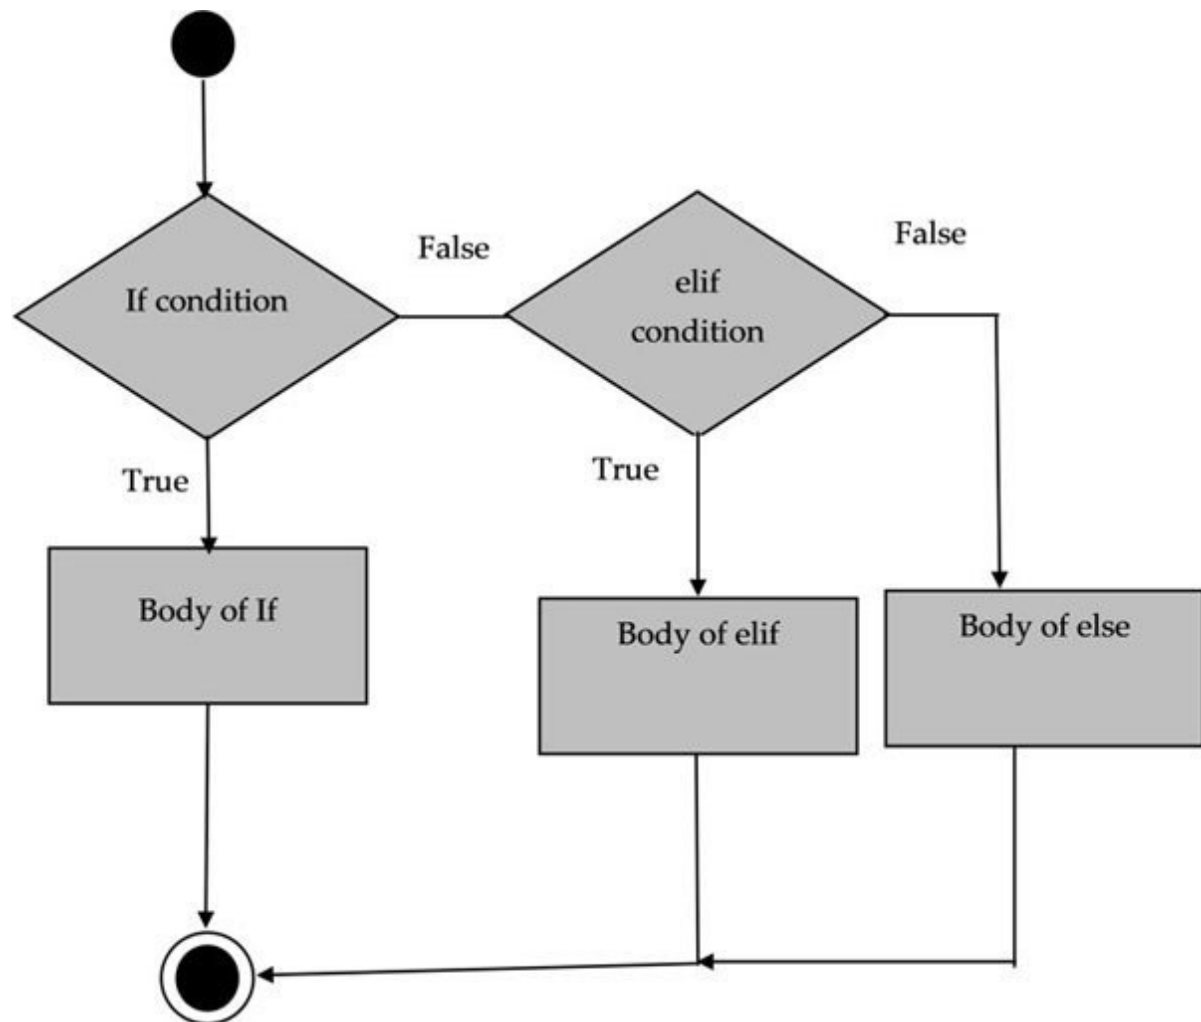 False
False
If condition
elif
condition
True
True
Body of If
Body of elif
Body of else